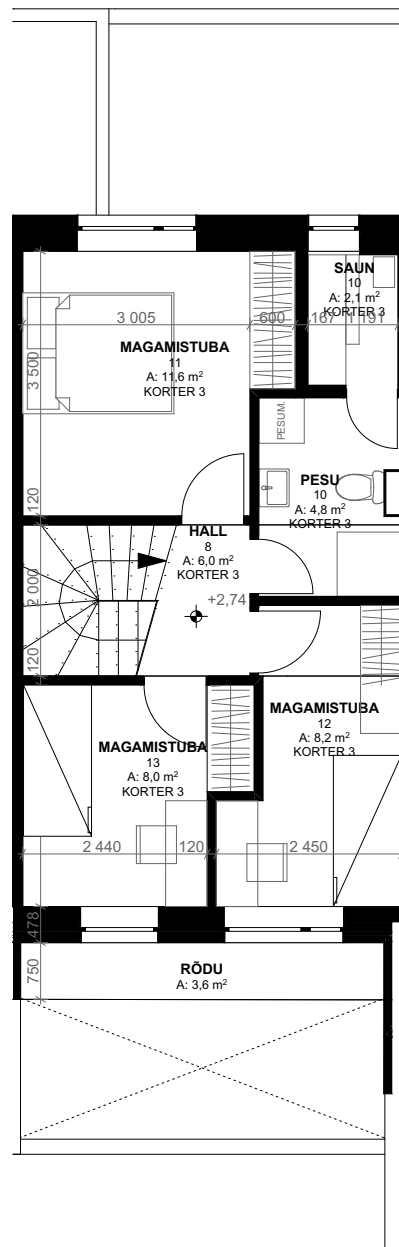 SAUN
10
A: 2,1 m²
KORTER 3
3 005
600
167
1 191
MAGAMISTUBA
11
A: 11,6 m²
KORTER 3
3 500
PESUM.
PESU
10
A: 4,8 m²
KORTER 3
120
HALL
8
A: 6,0 m²
KORTER 3
2 000
+2,74
120
MAGAMISTUBA
12
A: 8,2 m²
KORTER 3
MAGAMISTUBA
13
A: 8,0 m²
KORTER 3
2 440
120
2 450
478
750
RÕDU
A: 3,6 m²